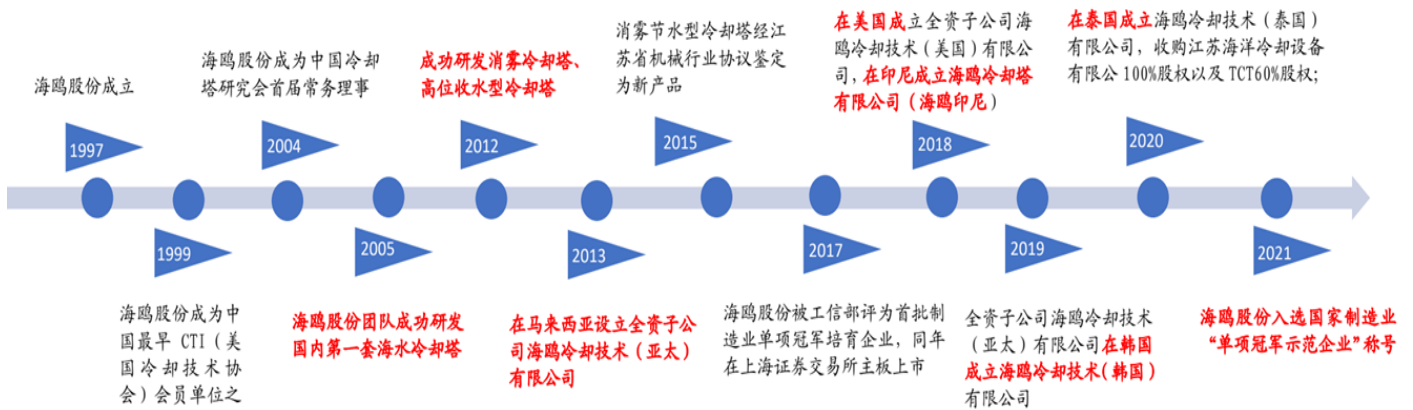 海鸥股份成立
1997
海鸥股份成为中
国最早 CTI（美
国冷却技术协
会）会员单位之
1999
海鸥股份成为中国冷却
塔研究会首届常务理事
2004
海鸥股份团队成功研发
国内第一套海水冷却塔
2005
成功研发消雾冷却塔、
高位收水型冷却塔
2012
在马来西亚设立全资子公
司海鸥冷却技术（亚太）
有限公司
2013
消雾节水型冷却塔经江
苏省机械行业协议鉴定
为新产品
2015
海鸥股份被工信部评为首批制
造业单项冠军培育企业，同年
在上海证券交易所主板上市
2017
在美国成立全资子公司海
鸥冷却技术（美国）有限公
司，在印尼成立海鸥冷却塔
有限公司（海鸥印尼）
2018
全资子公司海鸥冷却技术
（亚太）有限公司在韩国
成立海鸥冷却技术（韩国）
有限公司
2019
在泰国成立海鸥冷却技术（泰国）
有限公司，收购江苏海洋冷却设备
有限公 100%股权以及 TCT60%股权；
2020
海鸥股份入选国家制造业
“单项冠军示范企业”称号
2021